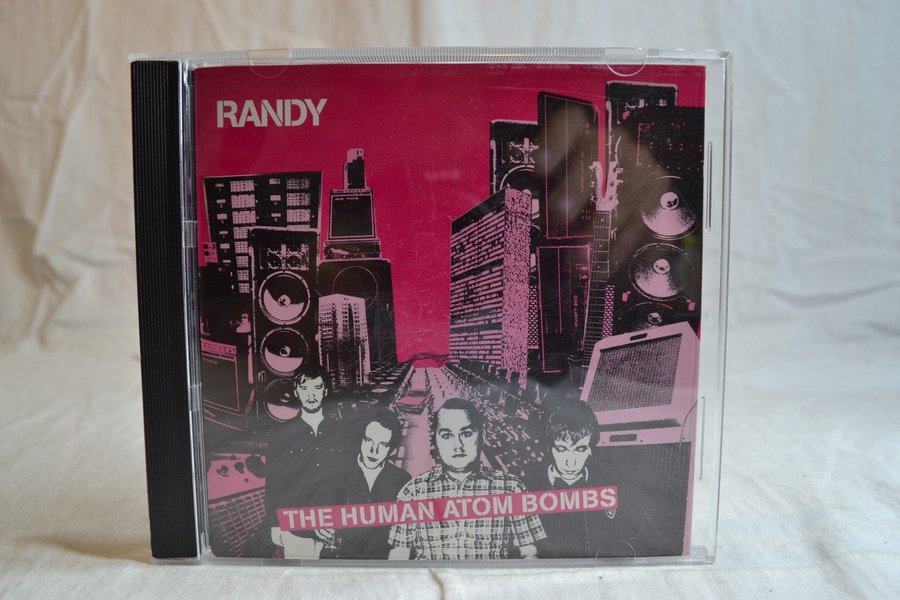 RANDY
THE HUMAN ATOM BOMBS